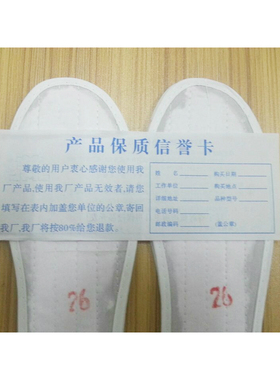 产品保质信誉卡
尊敬的用户衷心感谢您使用我
厂产品,使用我厂产品无效者,请您
填写在表内加盖您单位的公章,寄回
我厂,我厂将按80%给您退款。
姓 名 购买日期
工作单位 购买地点
详细地址 品种型号
电话号码
邮政编码 (盖公章)
26 26